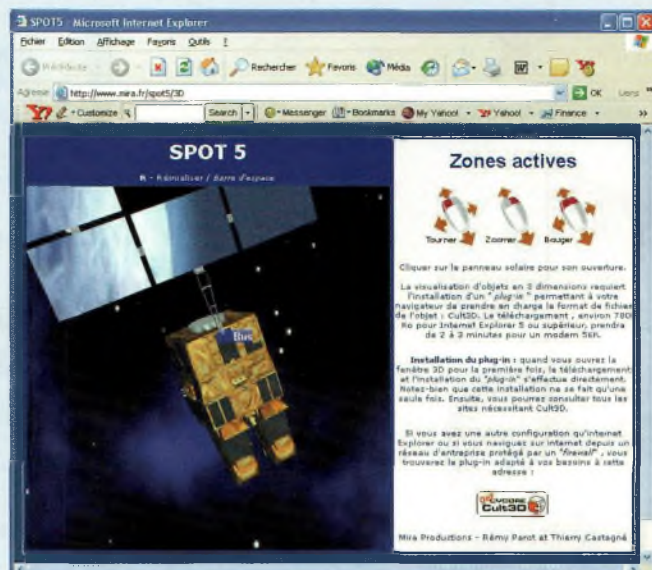 SPOT5 - Microsoft Internet Explorer
Fichier Edition Affichage Favoris Outils ?
Précédente Rechercher Favoris Média
Adresse http://www.mira.fr/spot5/3D OK Liens »
Y! Customize Search Messenger Bookmarks My Yahoo! Yahoo! Finance »
SPOT 5
R - Réinitialiser / Barre d'espace
Bus
Zones actives
Tourner Zoomer Bouger
Cliquer sur le panneau solaire pour son ouverture.
La visualisation d'objets en 3 dimensions requiert
l'installation d'un "plug-in" permettant à votre
navigateur de prendre en charge le format de fichier
de l'objet : Cult3D. Le téléchargement, environ 780
Ko pour Internet Explorer 5 ou supérieur, prendra
de 2 à 3 minutes pour un modem 56K.
Installation du plug-in : quand vous ouvrez la
fenêtre 3D pour la première fois, le téléchargement
et l'installation du "plug-in" s'effectue directement.
Notez-bien que cette installation ne se fait qu'une
seule fois. Ensuite, vous pourrez consulter tous les
sites nécessitant Cult3D.
Si vous avez une autre configuration qu'internet
Explorer ou si vous naviguez sur internet depuis un
réseau d'entreprise protégé par un "firewall", vous
trouverez le plug-in adapté à vos besoins à cette
adresse :
CYCORE
Cult3D
Mira Productions - Rémy Parot et Thierry Castagné